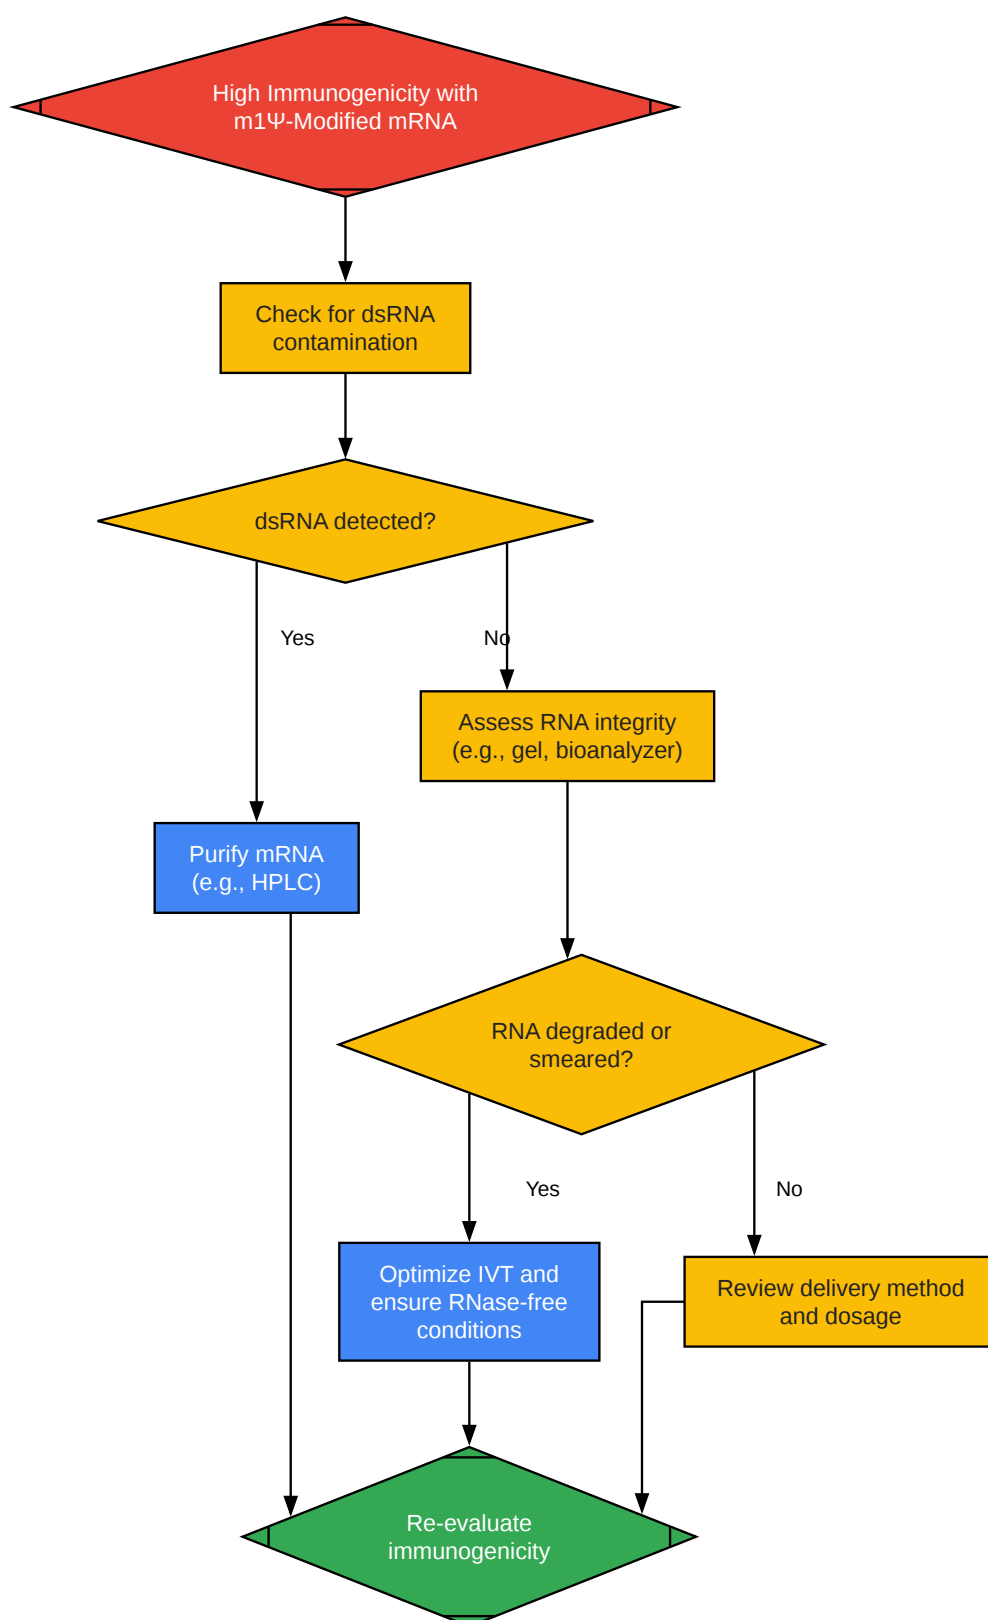 High Immunogenicity with
m1Ψ-Modified mRNA
Check for dsRNA
contamination
dsRNA detected?
Yes
No
Assess RNA integrity
(e.g., gel, bioanalyzer)
Purify mRNA
(e.g., HPLC)
RNA degraded or
smeared?
Yes
No
Optimize IVT and
ensure RNase-free
conditions
Review delivery method
and dosage
Re-evaluate
immunogenicity